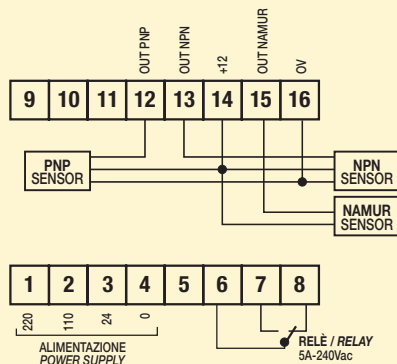 OUT PNP
OUT NPN
+12
OUT NAMUR
OV
9 10 11 12 13 14 15 16
PNP
SENSOR
NPN
SENSOR
NAMUR
SENSOR
1 2 3 4 5 6 7 8
220 110 24 0
ALIMENTAZIONE
POWER SUPPLY
RELÈ / RELAY
5A-240Vac